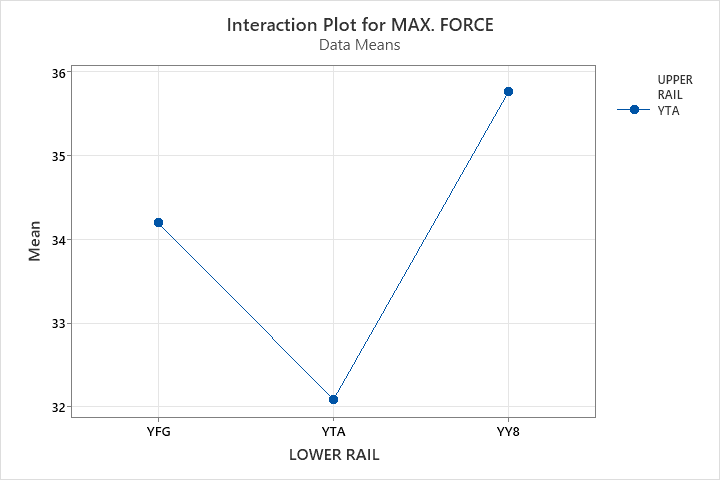 Interaction Plot for MAX. FORCE
Data Means
36
35
34
33
32
Mean
YFG
YTA
YY8
LOWER RAIL
UPPER
RAIL
YTA